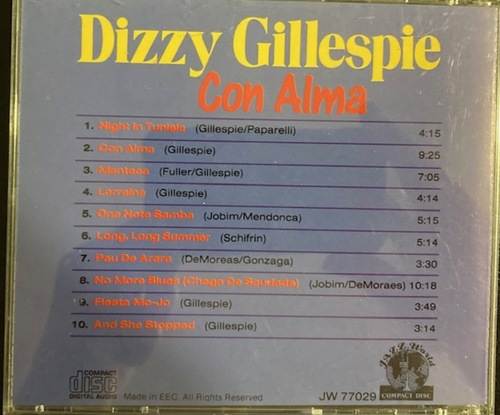 Dizzy Gillespie
Con Alma
1. Night In Tunisia (Gillespie/Paparelli) 4:15
2. Con Alma (Gillespie) 9:25
3. Manteca (Fuller/Gillespie) 7:05
4. Lorraine (Gillespie) 4:14
5. One Note Samba (Jobim/Mendonca) 5:15
6. Long, Long Summer (Schifrin) 5:14
7. Pau De Arara (DeMoreas/Gonzaga) 3:30
8. No More Blues (Chega De Saudade) (Jobim/DeMoraes) 10:18
9. Fiesta Mo-Jo (Gillespie) 3:49
10. And She Stopped (Gillespie) 3:14
COMPACT
disc
DIGITAL AUDIO
Made in EEC. All Rights Reserved
JW 77029
JAZZ World
COMPACT DISC